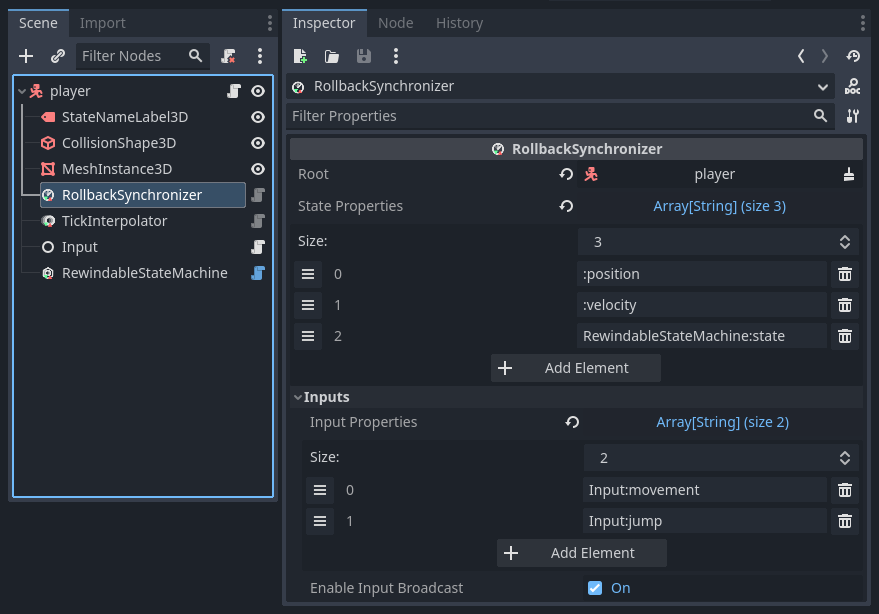 Scene Import
Filter Nodes
player
StateNameLabel3D
CollisionShape3D
MeshInstance3D
RollbackSynchronizer
TickInterpolator
Input
RewindableStateMachine
Inspector Node History
RollbackSynchronizer
DOC
Filter Properties
RollbackSynchronizer
Root player
State Properties Array[String] (size 3)
Size: 3
0 :position
1 :velocity
2 RewindableStateMachine:state
Add Element
Inputs
Input Properties Array[String] (size 2)
Size: 2
0 Input:movement
1 Input:jump
Add Element
Enable Input Broadcast On